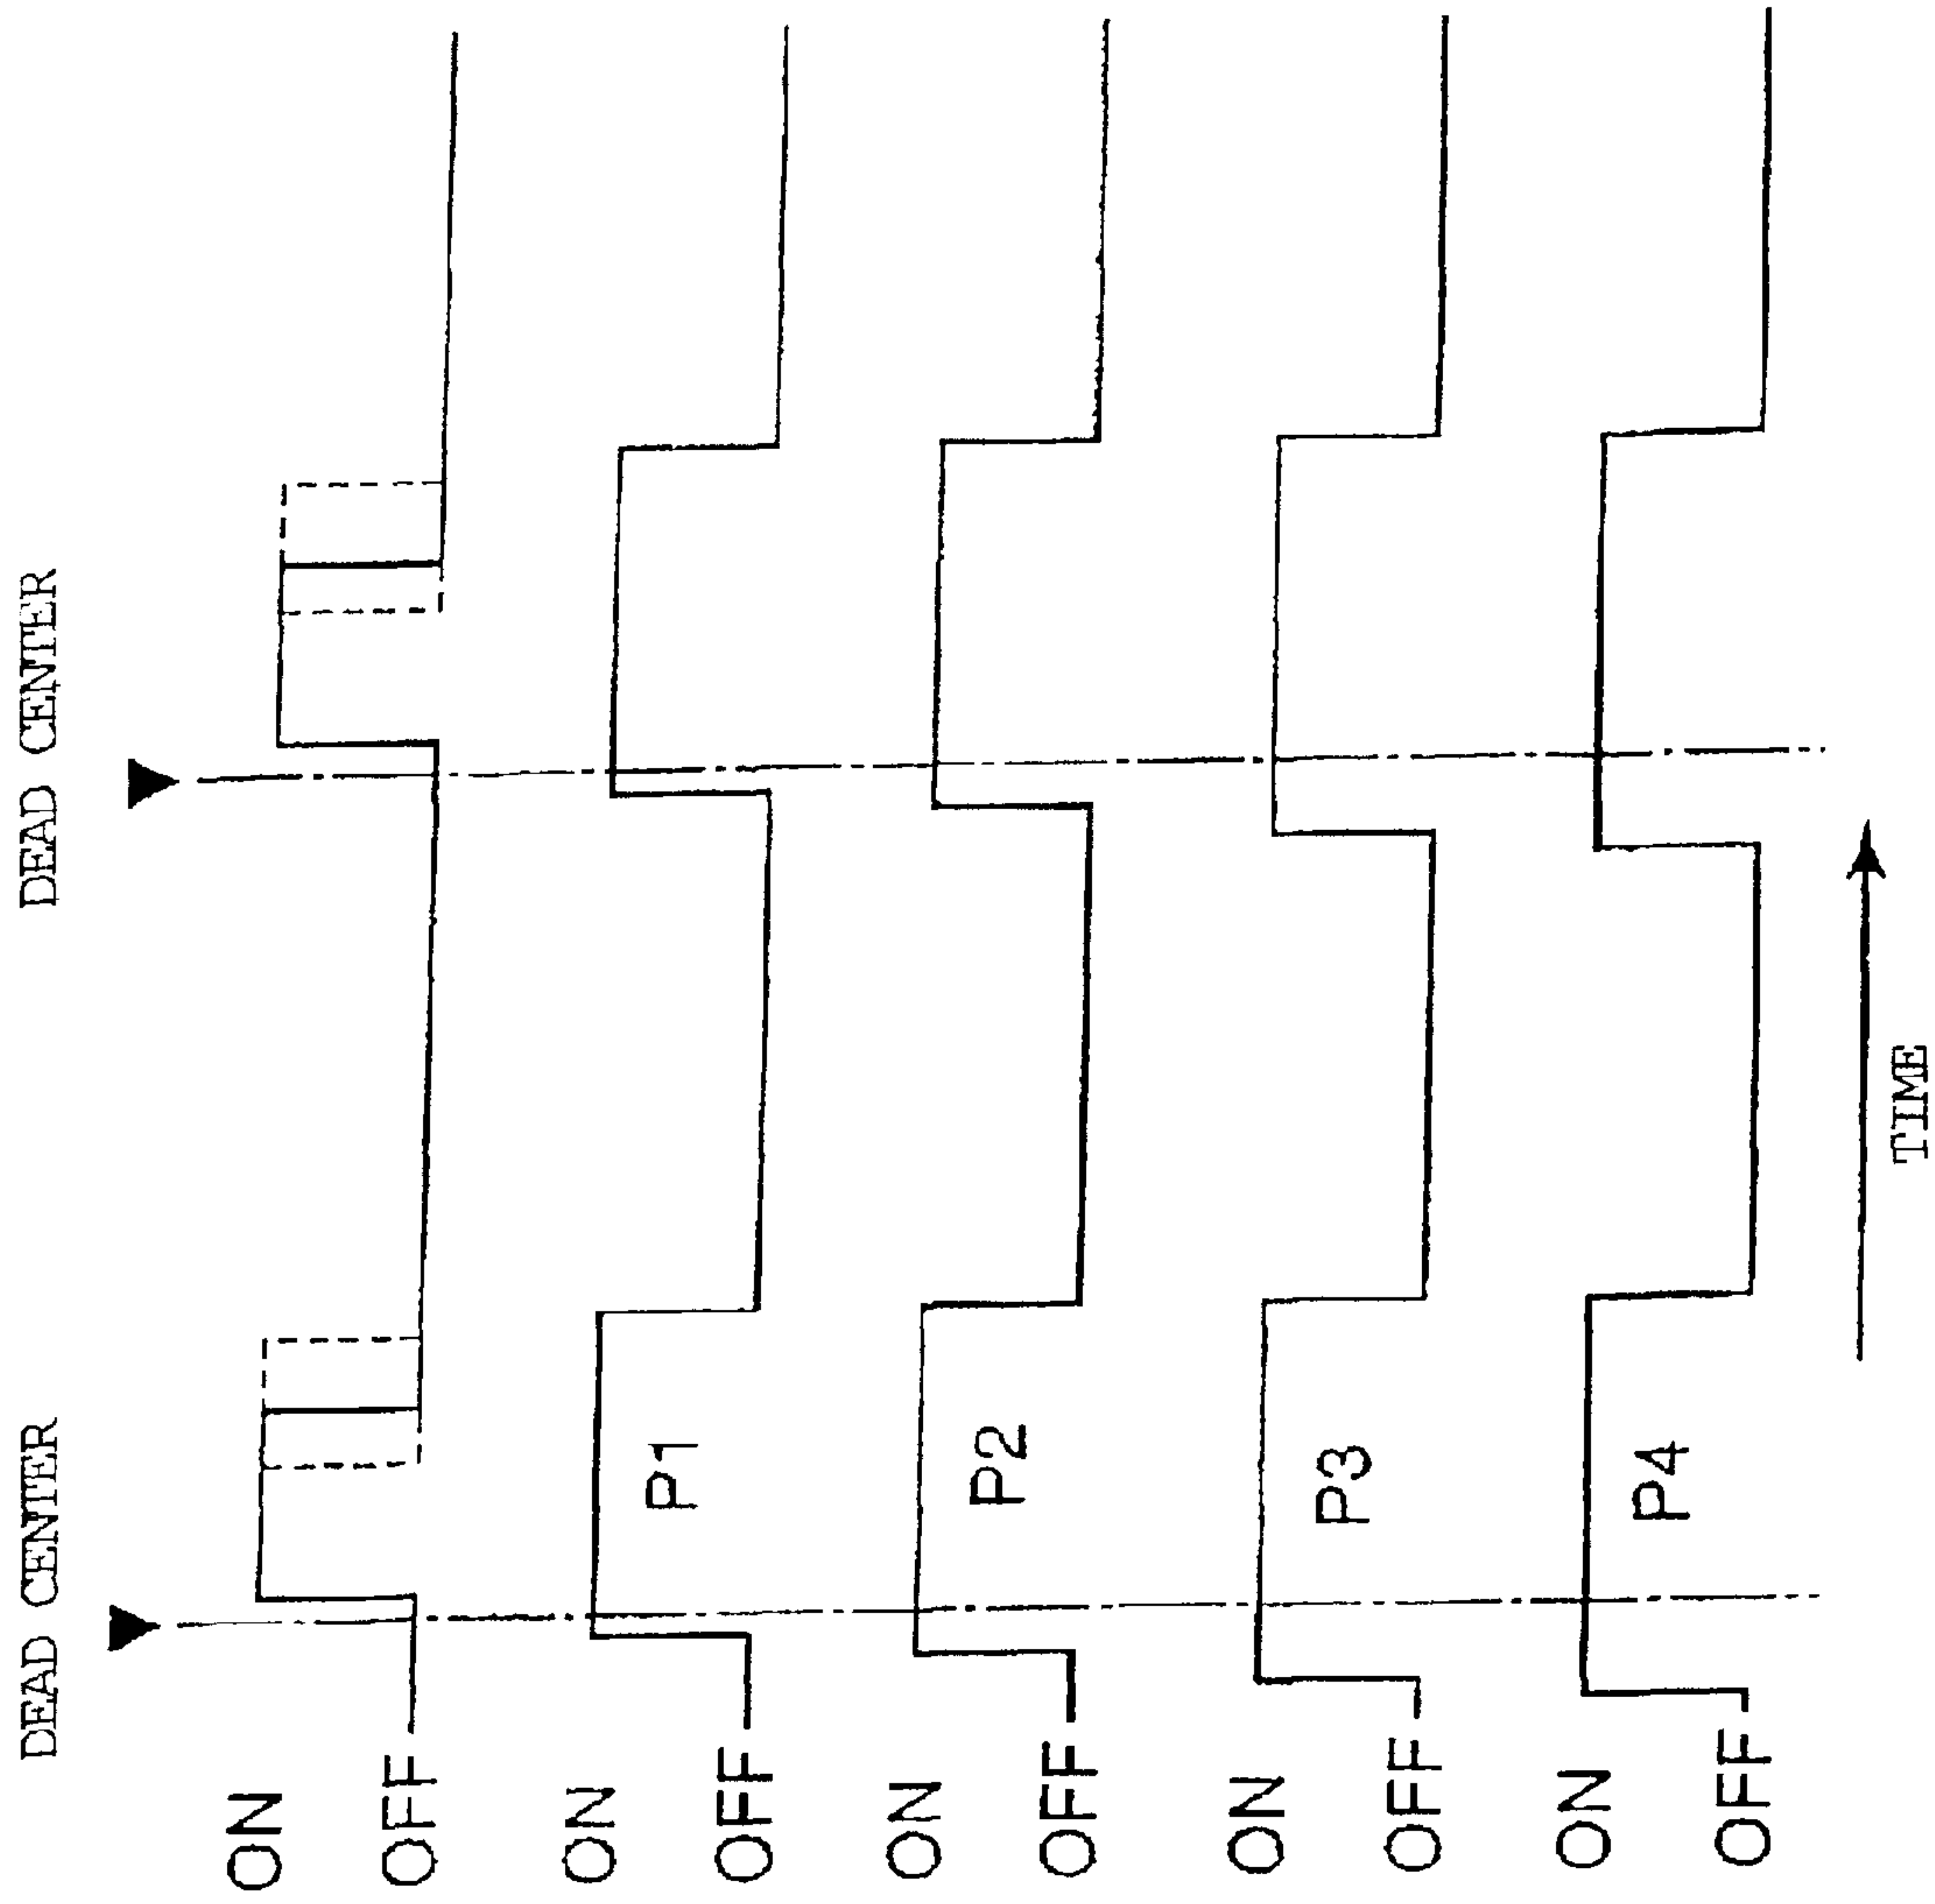 DEAD CENTER
DEAD CENTER
ON
OFF
ON
OFF
P1
ON
OFF
P2
ON
OFF
P3
ON
OFF
P4
TIME